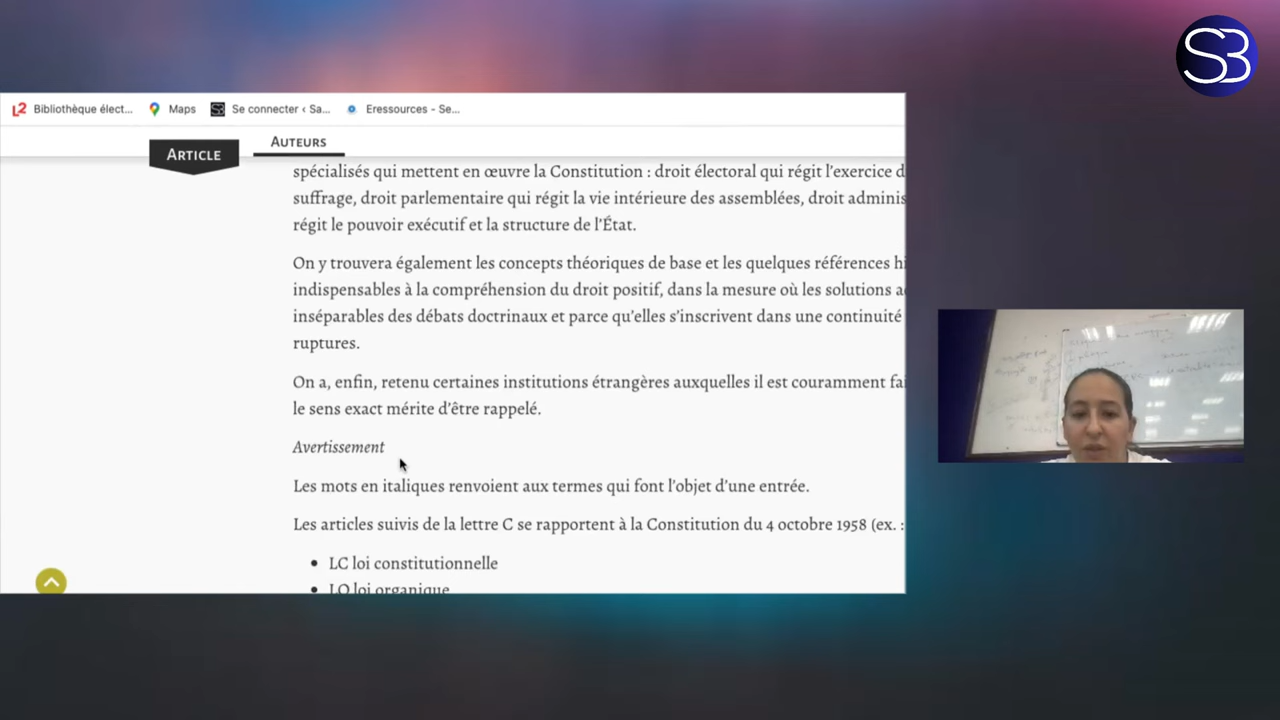 SB
Bibliothèque élect...
Maps
Se connecter ‹ Sa...
Eressources - Se...
ARTICLE
AUTEURS
spécialisés qui mettent en œuvre la Constitution : droit électoral qui régit l’exercice d
suffrage, droit parlementaire qui régit la vie intérieure des assemblées, droit adminis
régit le pouvoir exécutif et la structure de l’État.
On y trouvera également les concepts théoriques de base et les quelques références hi
indispensables à la compréhension du droit positif, dans la mesure où les solutions a
inséparables des débats doctrinaux et parce qu’elles s’inscrivent dans une continuité
ruptures.
On a, enfin, retenu certaines institutions étrangères auxquelles il est couramment fai
le sens exact mérite d’être rappelé.
Avertissement
Les mots en italiques renvoient aux termes qui font l’objet d’une entrée.
Les articles suivis de la lettre C se rapportent à la Constitution du 4 octobre 1958 (ex. :
• LC loi constitutionnelle
• LO loi organique